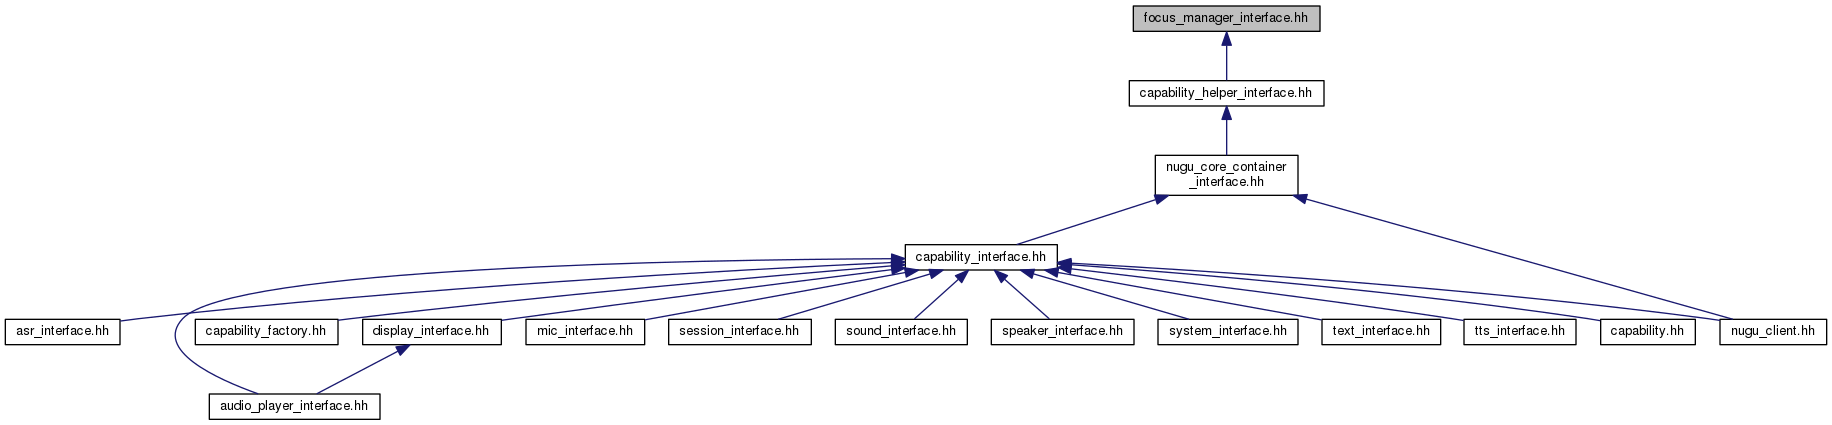 focus_manager_interface.hh
capability_helper_interface.hh
nugu_core_container
_interface.hh
capability_interface.hh
asr_interface.hh
capability_factory.hh
display_interface.hh
mic_interface.hh
session_interface.hh
sound_interface.hh
speaker_interface.hh
system_interface.hh
text_interface.hh
tts_interface.hh
capability.hh
nugu_client.hh
audio_player_interface.hh